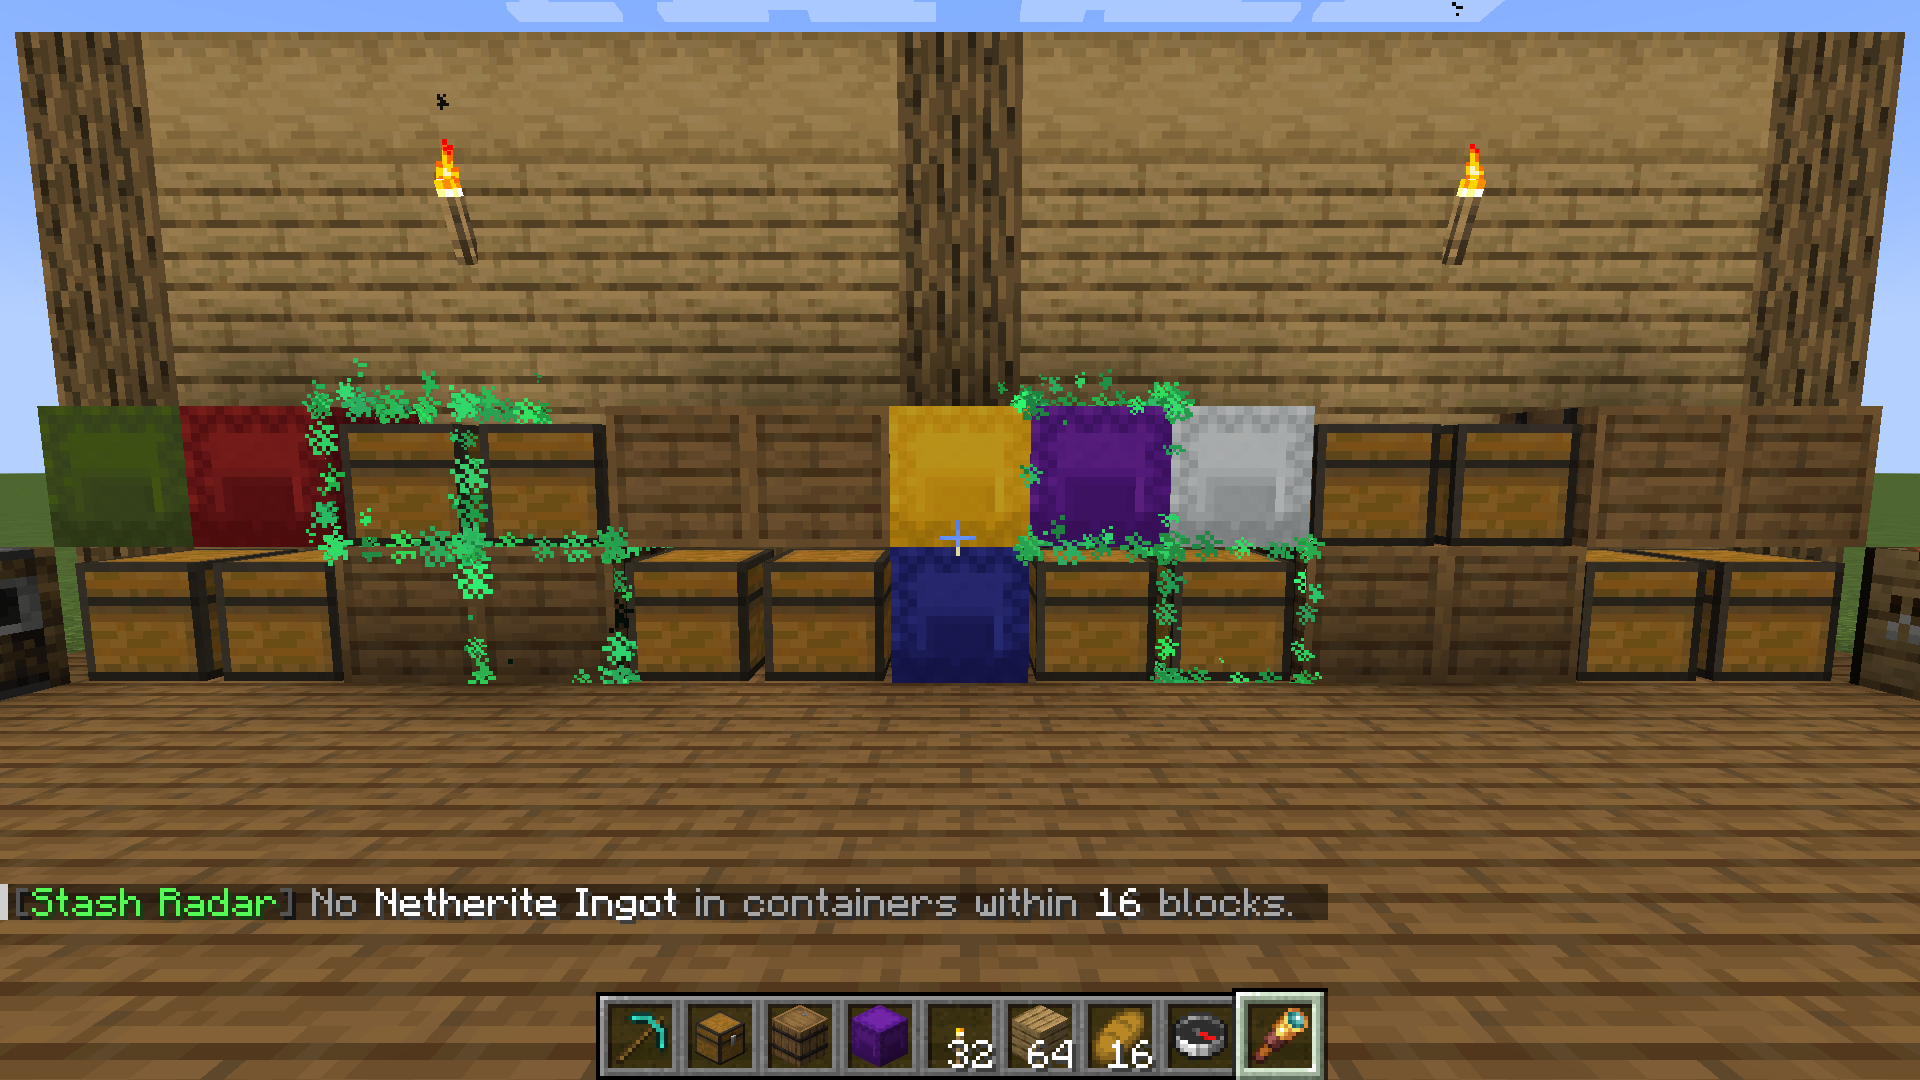 [Stash Radar] No Netherite Ingot in containers within 16 blocks.
32 64 16